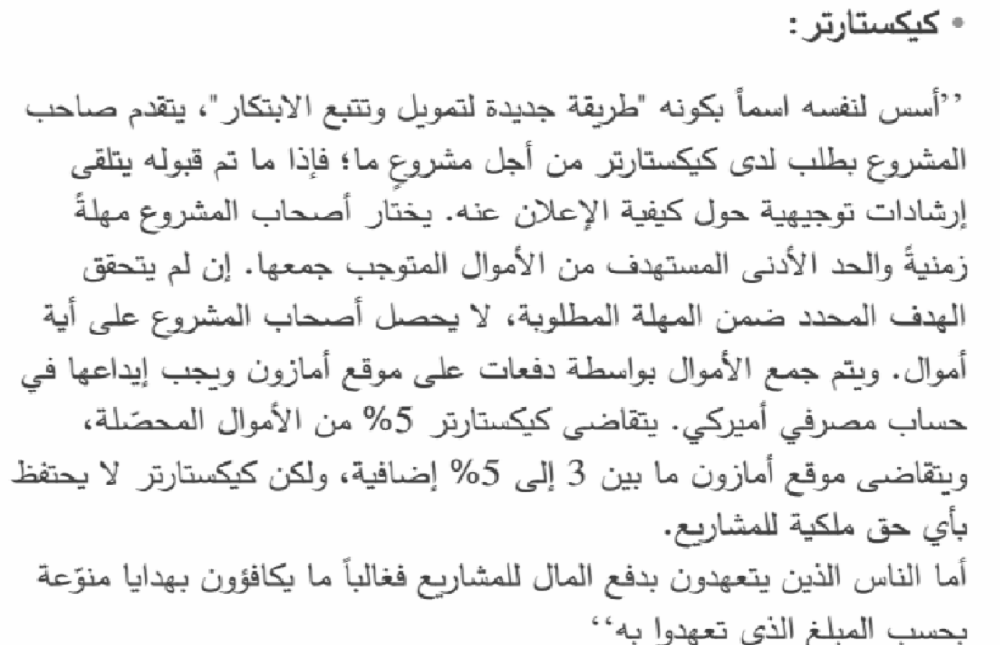 • كيكستارتر:
’’أسس لنفسه اسماً بكونه "طريقة جديدة لتمويل وتتبع الابتكار"، يتقدم صاحب
المشروع بطلب لدى كيكستارتر من أجل مشروعٍ ما؛ فإذا ما تم قبوله يتلقى
إرشادات توجيهية حول كيفية الإعلان عنه. يختار أصحاب المشروع مهلةً
زمنيةً والحد الأدنى المستهدف من الأموال المتوجب جمعها. إن لم يتحقق
الهدف المحدد ضمن المهلة المطلوبة، لا يحصل أصحاب المشروع على أية
أموال. ويتم جمع الأموال بواسطة دفعات على موقع أمازون ويجب إيداعها في
حساب مصرفي أميركي. يتقاضى كيكستارتر 5% من الأموال المحصّلة،
ويتقاضى موقع أمازون ما بين 3 إلى 5% إضافية، ولكن كيكستارتر لا يحتفظ
بأي حق ملكية للمشاريع.
أما الناس الذين يتعهدون بدفع المال للمشاريع فغالباً ما يكافؤون بهدايا منوّعة
بحسب المبلغ الذي تعهدوا به‘‘